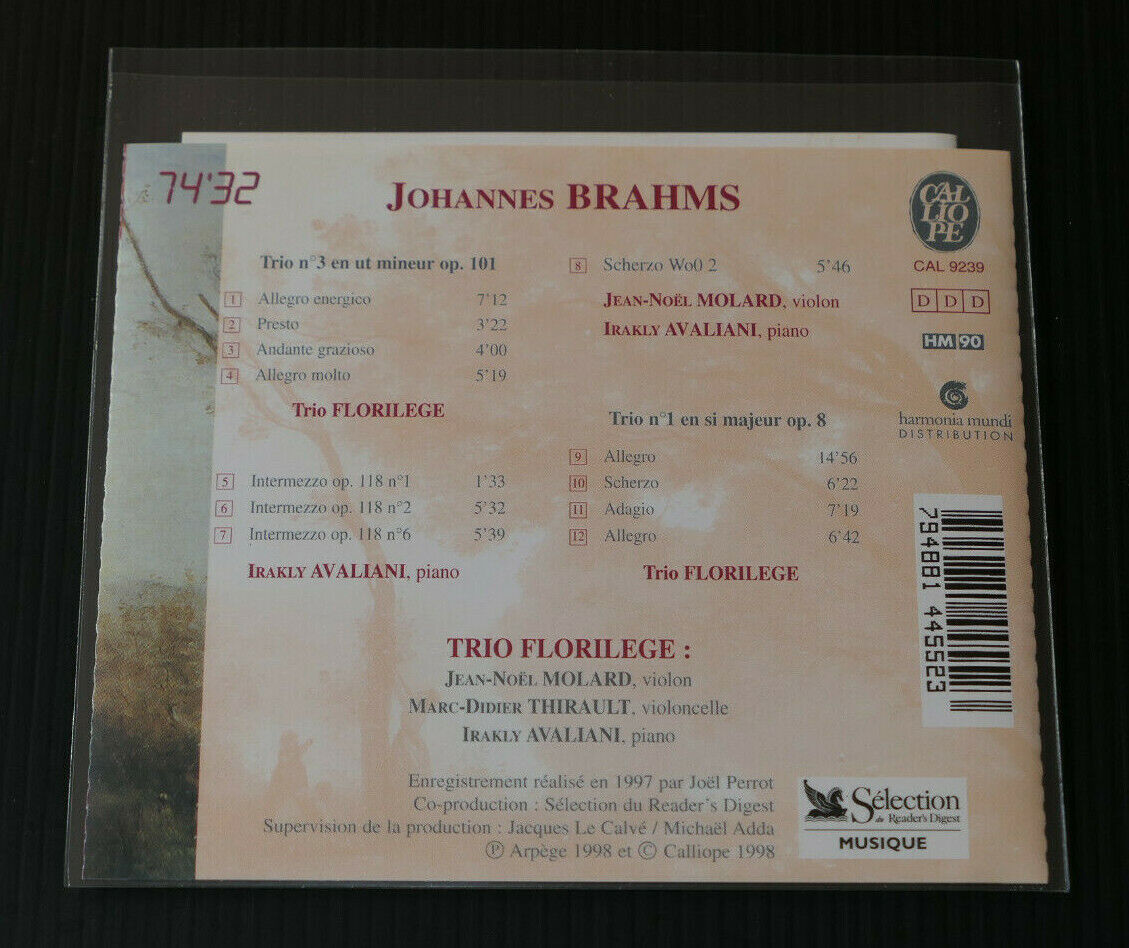 74'32
JOHANNES BRAHMS
Trio n°3 en ut mineur op. 101
1 Allegro energico 7'12
2 Presto 3'22
3 Andante grazioso 4'00
4 Allegro molto 5'19
Trio FLORILEGE
5 Intermezzo op. 118 n°1 1'33
6 Intermezzo op. 118 n°2 5'32
7 Intermezzo op. 118 n°6 5'39
IRAKLY AVALIANI, piano
8 Scherzo Wo0 2 5'46
JEAN-NOËL MOLARD, violon
IRAKLY AVALIANI, piano
Trio n°1 en si majeur op. 8
9 Allegro 14'56
10 Scherzo 6'22
11 Adagio 7'19
12 Allegro 6'42
Trio FLORILEGE
CAL
LIO
PE
CAL 9239
D D D
HM 90
harmonia mundi
DISTRIBUTION
794881 445523
TRIO FLORILEGE :
JEAN-NOËL MOLARD, violon
MARC-DIDIER THIRAULT, violoncelle
IRAKLY AVALIANI, piano
Enregistrement réalisé en 1997 par Joël Perrot
Co-production : Sélection du Reader's Digest
Supervision de la production : Jacques Le Calvé / Michaël Adda
Ⓟ Arpège 1998 et © Calliope 1998
Sélection
du Reader's Digest
MUSIQUE